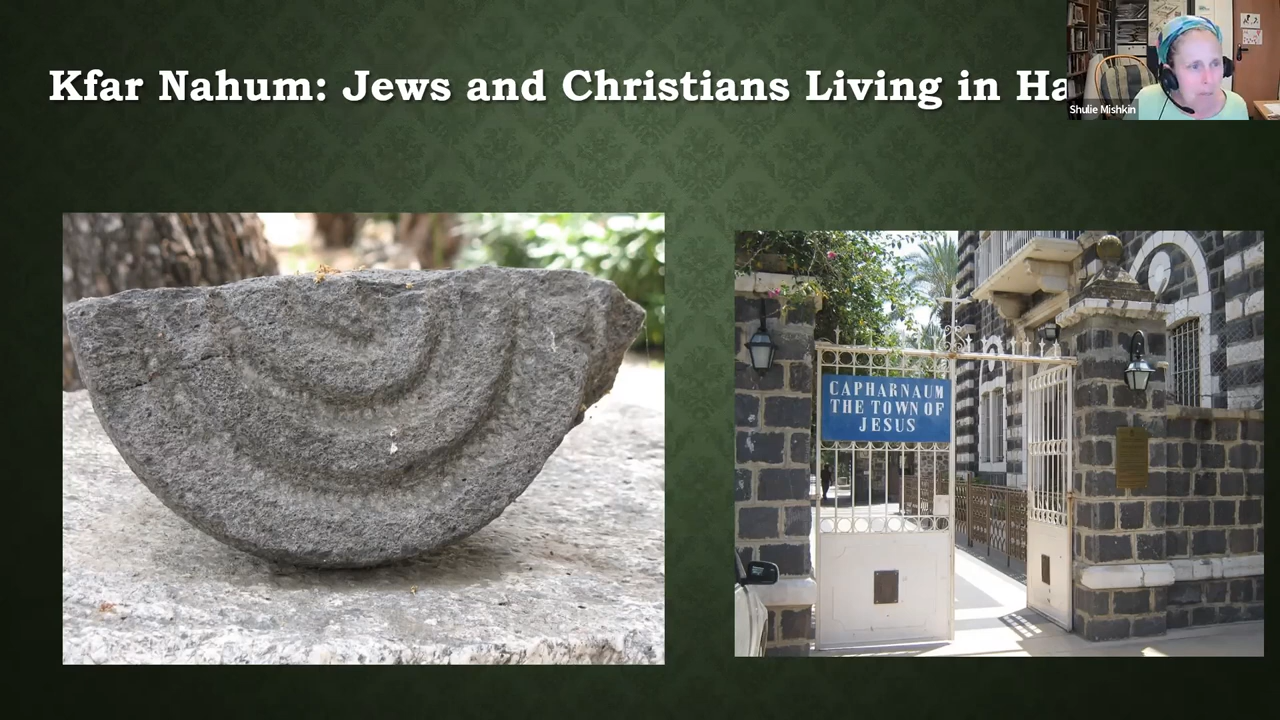 Kfar Nahum: Jews and Christians Living in Ha
Shulie Mishkin
CAPHARNAUM
THE TOWN OF
JESUS